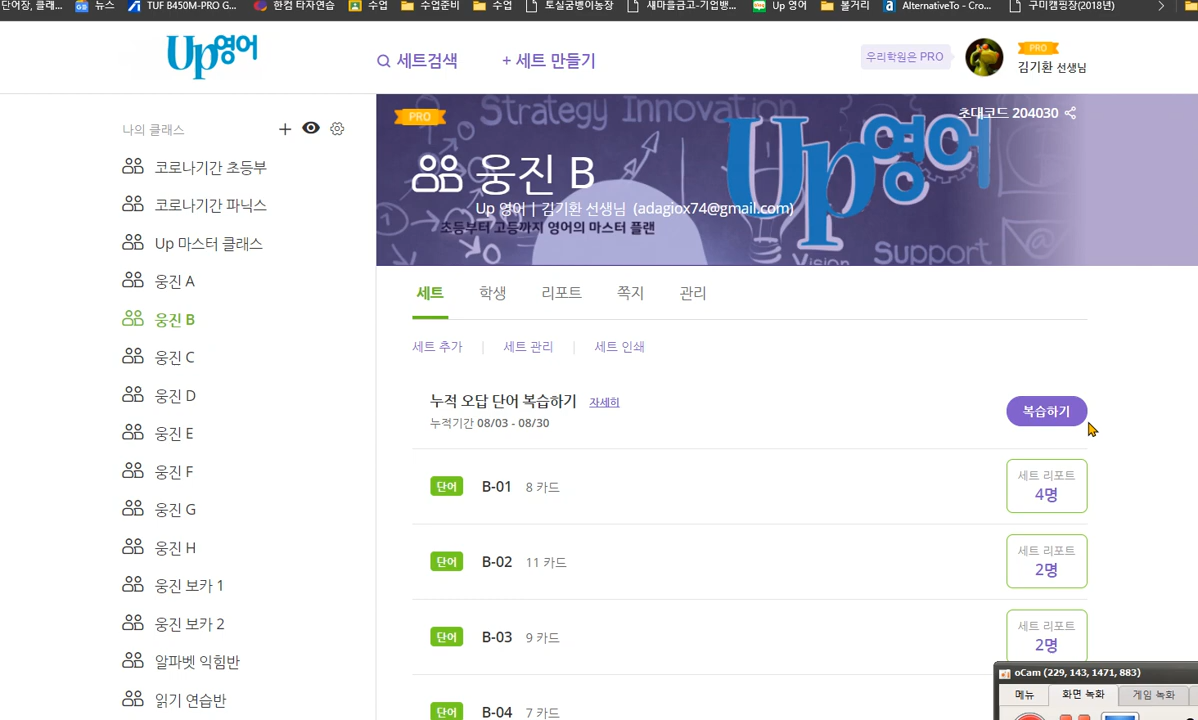 단어장, 클래...
뉴스
TUF B450M-PRO G...
한컴 타자연습
수업
수업준비
수업
토실굼벵이농장
새마을금고-기업뱅...
Up 영어
볼거리
AlternativeTo - Cro...
구미캠핑장(2018년)
Up영어
세트검색
+ 세트 만들기
우리학원은 PRO
PRO
김기환 선생님
나의 클래스
코로나기간 초등부
코로나기간 파닉스
Up 마스터 클래스
웅진 A
웅진 B
웅진 C
웅진 D
웅진 E
웅진 F
웅진 G
웅진 H
웅진 보카 1
웅진 보카 2
알파벳 익힘반
읽기 연습반
PRO
Strategy Innovation
초대코드 204030
웅진 B
Up영어
Up 영어 | 김기환 선생님 (adagiox74@gmail.com)
초등부터 고등까지 영어의 마스터 플랜
Vision
Support
세트
학생
리포트
쪽지
관리
세트 추가
세트 관리
세트 인쇄
누적 오답 단어 복습하기 자세히
누적기간 08/03 - 08/30
복습하기
단어 B-01 8 카드
세트 리포트
4명
단어 B-02 11 카드
세트 리포트
2명
단어 B-03 9 카드
세트 리포트
2명
단어 B-04 7 카드
oCam (229, 143, 1471, 883)
메뉴
화면 녹화
게임 녹화